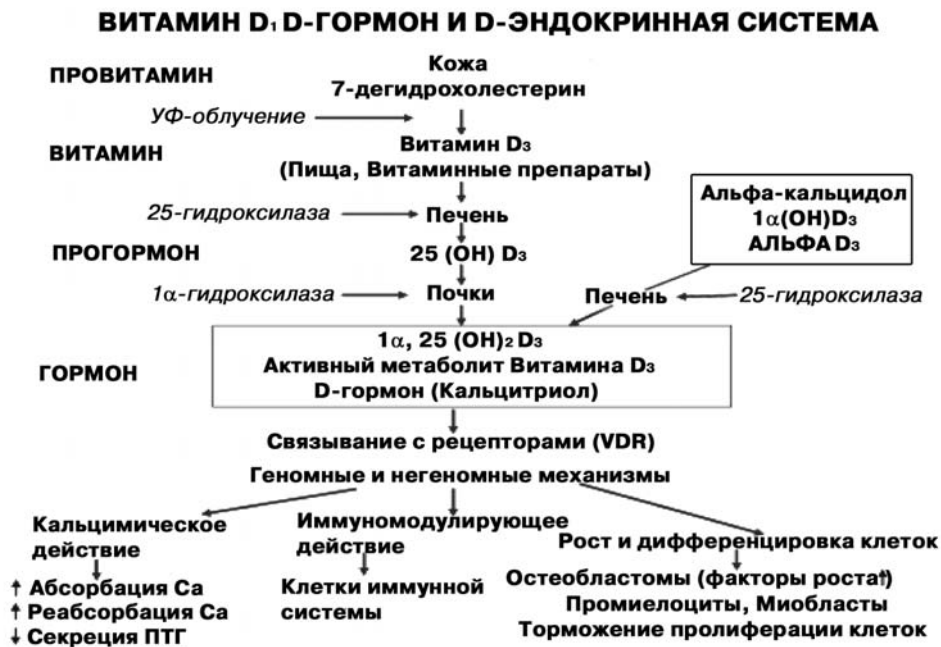 ВИТАМИН D₁ D-ГОРМОН И D-ЭНДОКРИННАЯ СИСТЕМА
ПРОВИТАМИН
Кожа
7-дегидрохолестерин
УФ-облучение
ВИТАМИН
Витамин D₃
(Пища, Витаминные препараты)
Альфа-кальцидол
1α(OH)D₃
АЛЬФА D₃
25-гидроксилаза
Печень
ПРОГОРМОН
25 (OH) D₃
1α-гидроксилаза
Почки
Печень
25-гидроксилаза
ГОРМОН
1α, 25 (OH)₂ D₃
Активный метаболит Витамина D₃
D-гормон (Кальцитриол)
Связывание с рецепторами (VDR)
Геномные и негеномные механизмы
Кальцимическое
действие
↑ Абсорбация Ca
↑ Реабсорбация Ca
↓ Секреция ПТГ
Иммуномодулирующее
действие
Клетки иммунной
системы
Рост и дифференцировка клеток
Остеобластомы (факторы роста↑)
Промиелоциты, Миобласты
Торможение пролиферации клеток